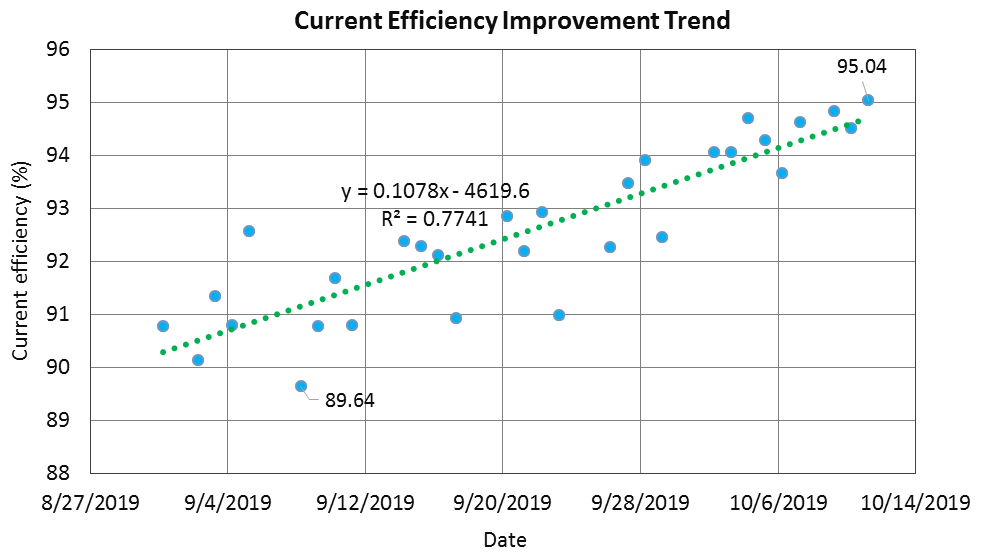 Current Efficiency Improvement Trend
96
95.04
95
94
y = 0.1078x - 4619.6
93
R² = 0.7741
92
91
90
89.64
89
88
Current efficiency (%)
8/27/2019 9/4/2019 9/12/2019 9/20/2019 9/28/2019 10/6/2019 10/14/2019
Date